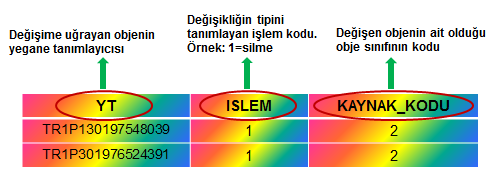 Değişime uğrayan objenin
yegane tanımlayıcısı
Değişikliğin tipini
tanımlayan işlem kodu.
Örnek: 1=silme
Değişen objenin ait olduğu
obje sınıfının kodu
YT ISLEM KAYNAK_KODU
TR1P130197548039 1 2
TR1P301976524391 1 2